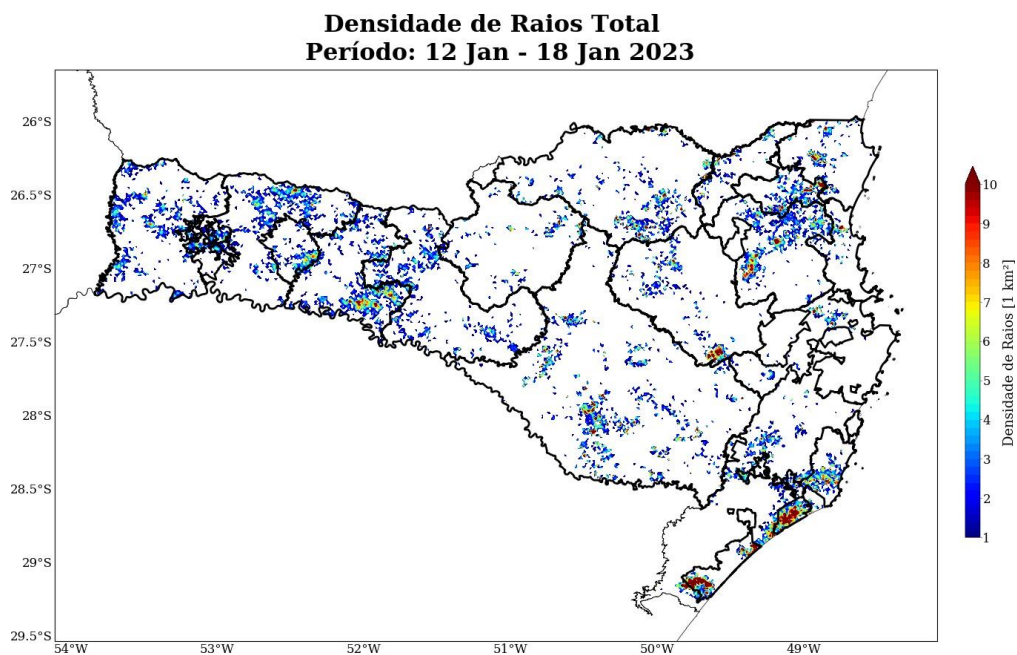 Densidade de Raios Total
Período: 12 Jan - 18 Jan 2023
26°S
26.5°S
27°S
27.5°S
28°S
28.5°S
29°S
29.5°S
54°W
53°W
52°W
51°W
50°W
49°W
10
9
8
7
6
5
4
3
2
1
Densidade de Raios [1 km²]